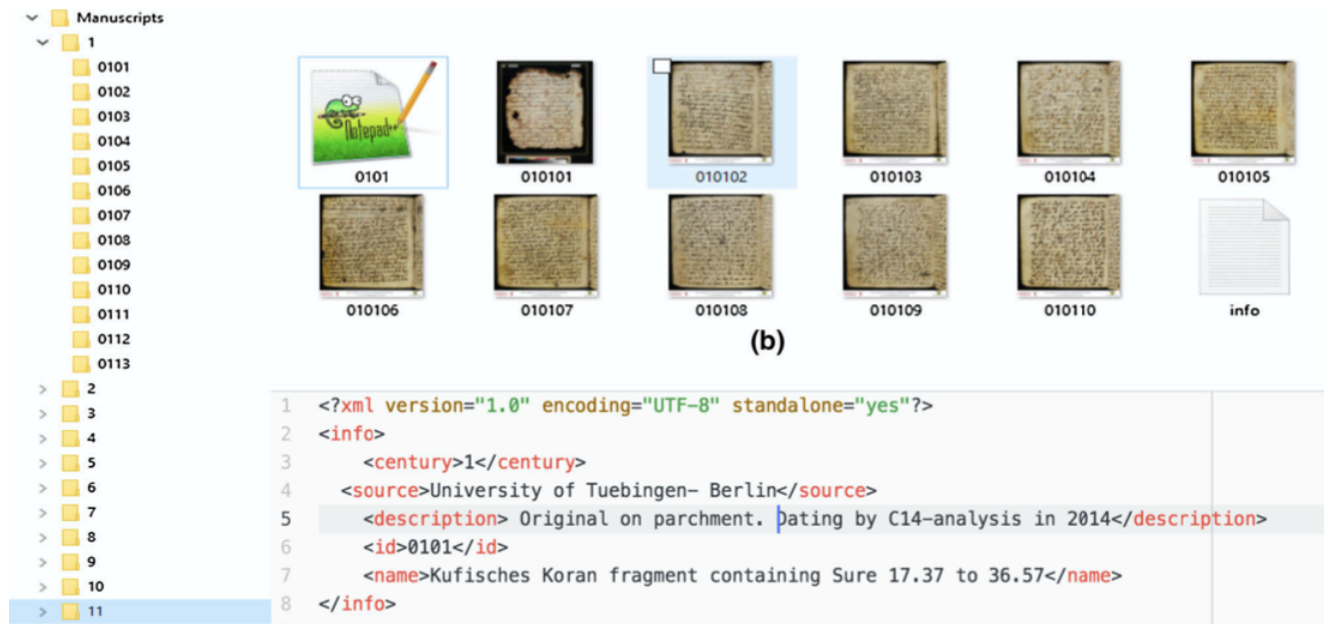 Manuscripts
1
0101
0102
0103
0104
0105
0106
0107
0108
0109
0110
0111
0112
0113
2
3
4
5
6
7
8
9
10
11
Notepad++
0101
010101
010102
010103
010104
010105
010106
010107
010108
010109
010110
info
(b)
1 <?xml version="1.0" encoding="UTF-8" standalone="yes"?>
2 <info>
3 <century>1</century>
4 <source>University of Tuebingen- Berlin</source>
5 <description> Original on parchment. Dating by C14-analysis in 2014</description>
6 <id>0101</id>
7 <name>Kufisches Koran fragment containing Sure 17.37 to 36.57</name>
8 </info>